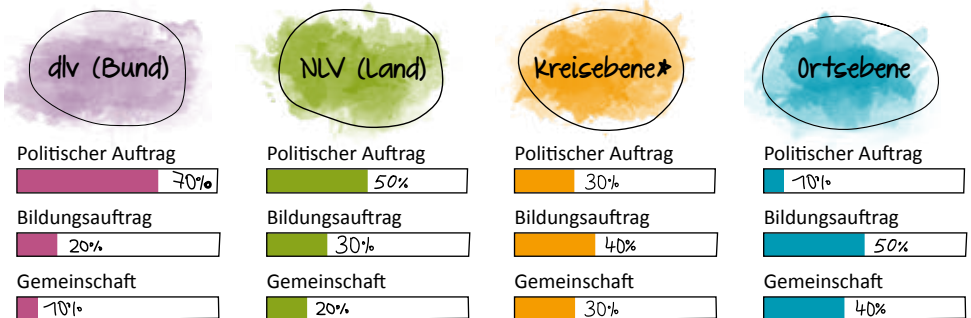 dlv (Bund)
NLV (Land)
Kreisebene*
Ortsebene
Politischer Auftrag
70%
Politischer Auftrag
50%
Politischer Auftrag
30%
Politischer Auftrag
10%
Bildungsauftrag
20%
Bildungsauftrag
30%
Bildungsauftrag
40%
Bildungsauftrag
50%
Gemeinschaft
10%
Gemeinschaft
20%
Gemeinschaft
30%
Gemeinschaft
40%